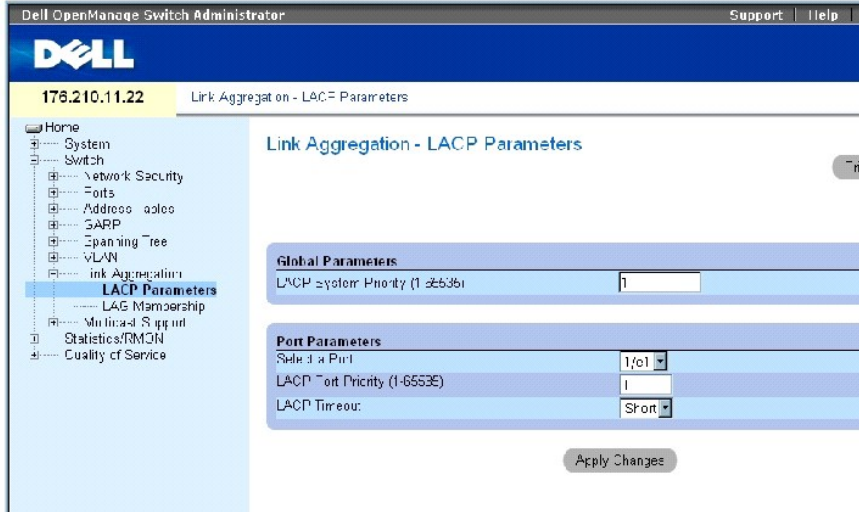 Dell OpenManage Switch Administrator Support Help
DELL
176.210.11.22 Link Aggregation - LACP Parameters
Home
System
Switch
Network Security
Ports
Address Tables
GARP
Spanning Tree
VLAN
Link Aggregation
LACP Parameters
LAG Membership
Multicast Support
Statistics/RMON
Quality of Service
Link Aggregation - LACP Parameters
Global Parameters
LACP System Priority (1-65535) 1
Port Parameters
Select a Port 1/e1
LACP Port Priority (1-65535) 1
LACP Timeout Short
Apply Changes